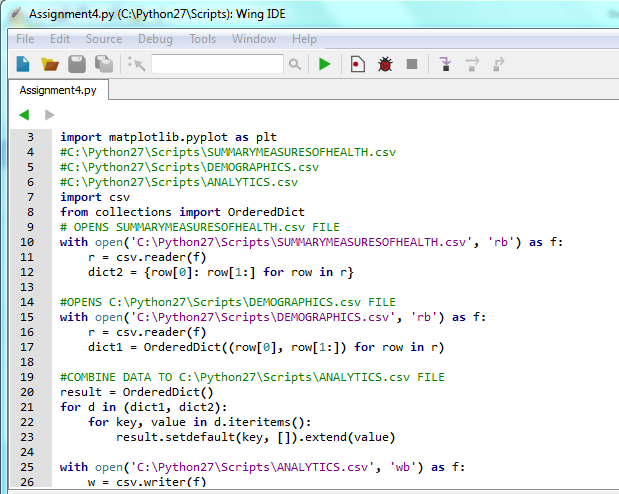 Assignment4.py (C:\Python27\Scripts): Wing IDE
File Edit Source Debug Tools Window Help
Assignment4.py
3 import matplotlib.pyplot as plt
4 #C:\Python27\Scripts\SUMMARYMEASURESOFHEALTH.csv
5 #C:\Python27\Scripts\DEMOGRAPHICS.csv
6 #C:\Python27\Scripts\ANALYTICS.csv
7 import csv
8 from collections import OrderedDict
9 # OPENS SUMMARYMEASURESOFHEALTH.csv FILE
10 with open('C:\Python27\Scripts\SUMMARYMEASURESOFHEALTH.csv', 'rb') as f:
11     r = csv.reader(f)
12     dict2 = {row[0]: row[1:] for row in r}
13
14 #OPENS C:\Python27\Scripts\DEMOGRAPHICS.csv FILE
15 with open('C:\Python27\Scripts\DEMOGRAPHICS.csv', 'rb') as f:
16     r = csv.reader(f)
17     dict1 = OrderedDict((row[0], row[1:]) for row in r)
18
19 #COMBINE DATA TO C:\Python27\Scripts\ANALYTICS.csv FILE
20 result = OrderedDict()
21 for d in (dict1, dict2):
22     for key, value in d.iteritems():
23         result.setdefault(key, []).extend(value)
24
25 with open('C:\Python27\Scripts\ANALYTICS.csv', 'wb') as f:
26     w = csv.writer(f)